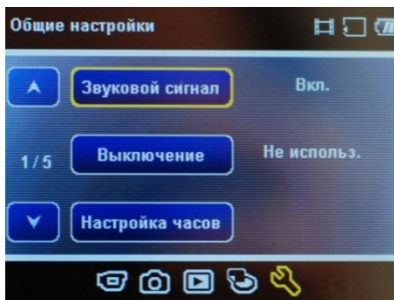 Общие настройки
Звуковой сигнал Вкл.
1/5 Выключение Не использ.
Настройка часов